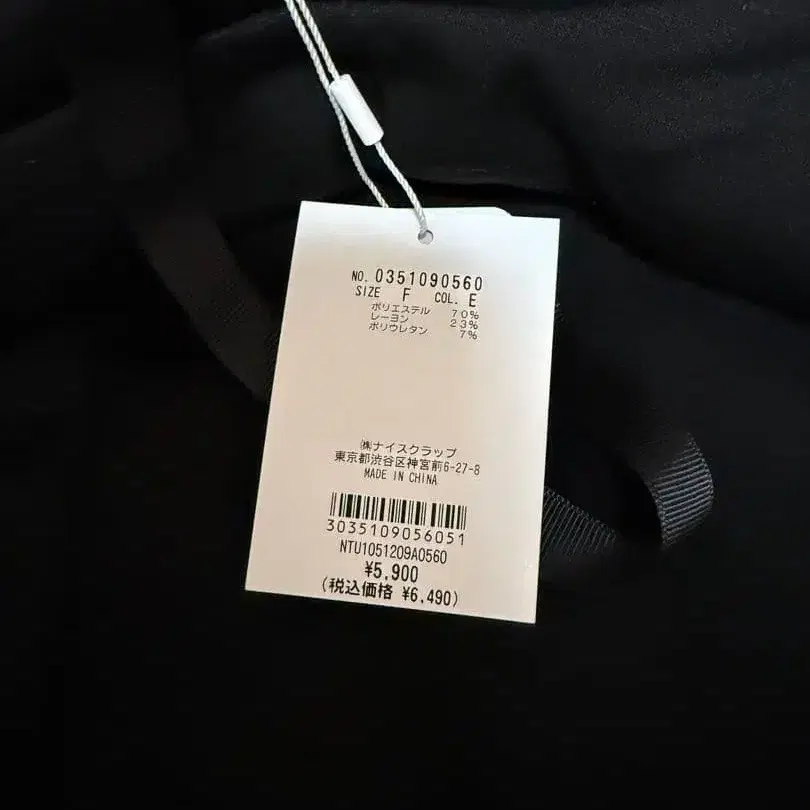 NO. 0351090560
SIZE F COL. E
ポリエステル 70%
レーヨン 23%
ポリウレタン 7%
㈱ナイスクラップ
東京都渋谷区神宮前6-27-8
MADE IN CHINA
3035109056051
NTU1051209A0560
¥5,900
(税込価格 ¥6,490)